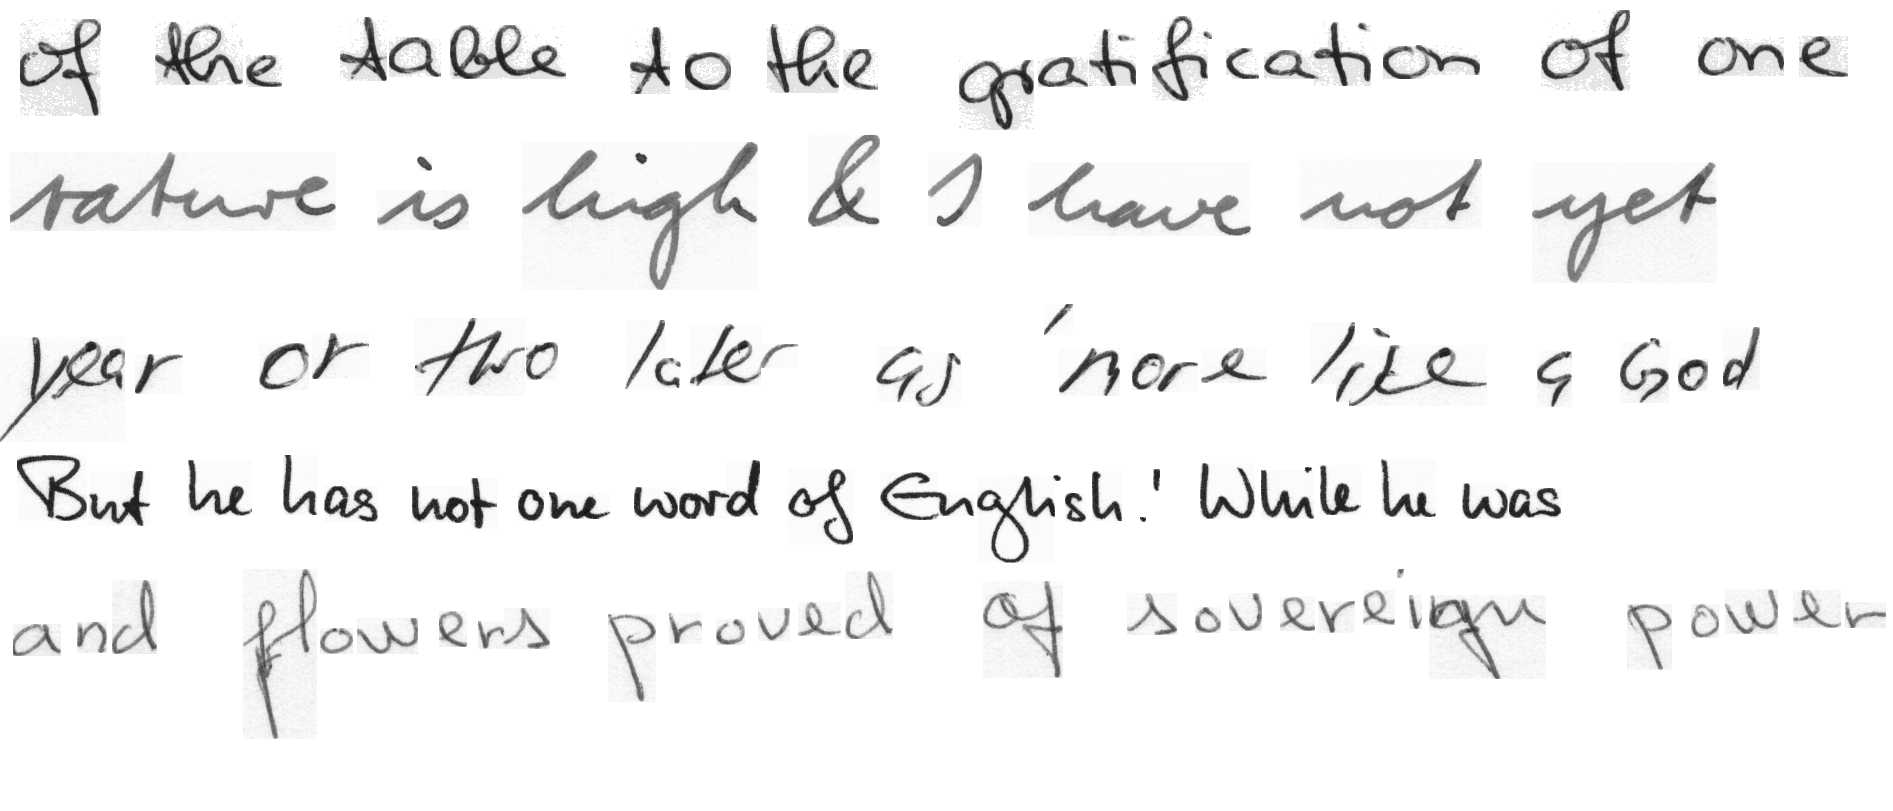 of the table to the gratification of one
rature is high & I have not yet
year or two later as 'more like a God
But he has not one word of English!' While he was
and flowers proved of sovereign power